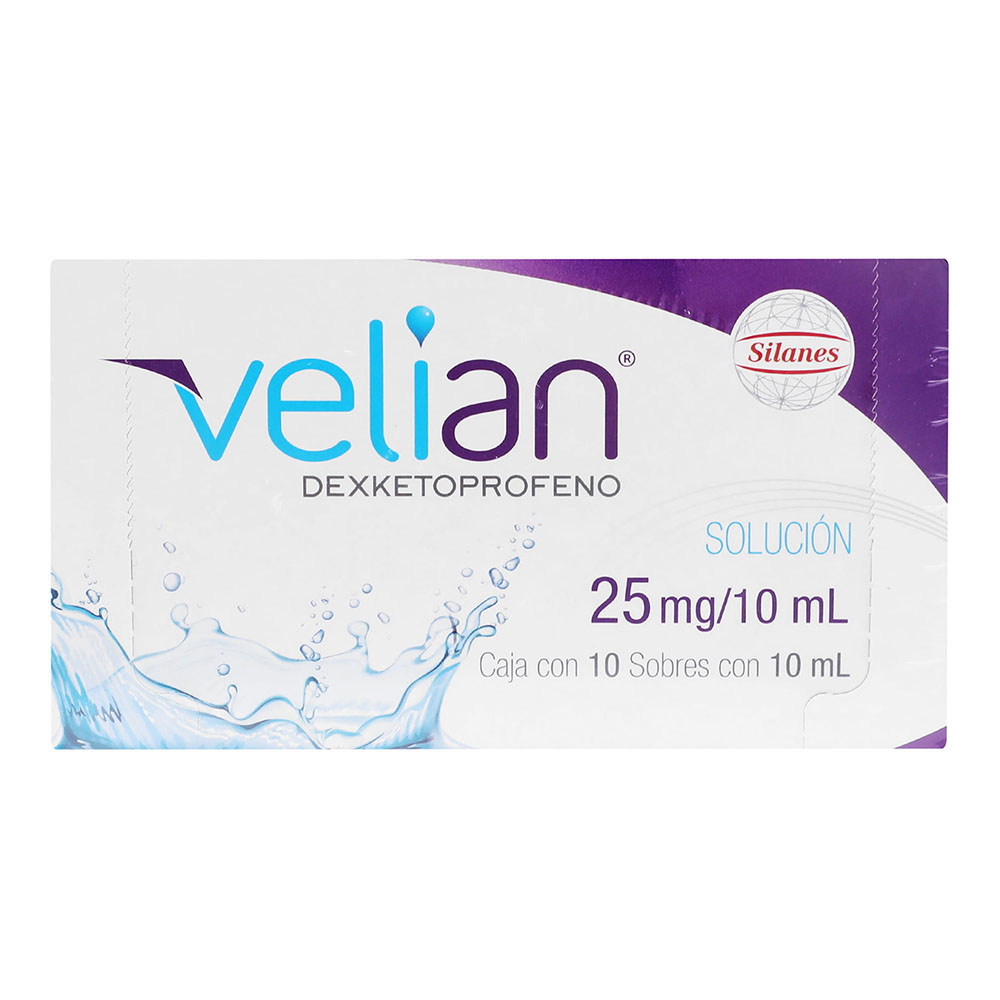 velian®
DEXKETOPROFENO
Silanes
SOLUCIÓN
25 mg/10 mL
Caja con 10 Sobres con 10 mL